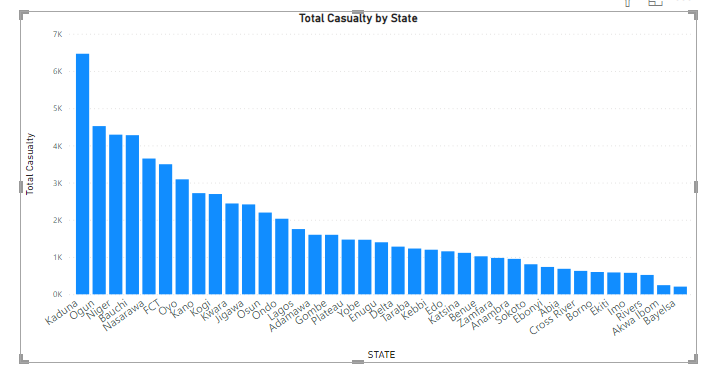 Total Casualty by State
7K
6K
5K
4K
3K
2K
1K
0K
Total Casualty
Kaduna
Ogun
Niger
Bauchi
Nasarawa
FCT
Oyo
Kano
Kogi
Kwara
Jigawa
Osun
Ondo
Lagos
Adamawa
Gombe
Plateau
Yobe
Enugu
Delta
Taraba
Kebbi
Edo
Katsina
Benue
Zamfara
Anambra
Sokoto
Ebonyi
Abia
Cross River
Borno
Ekiti
Imo
Rivers
Akwa Ibom
Bayelsa
STATE